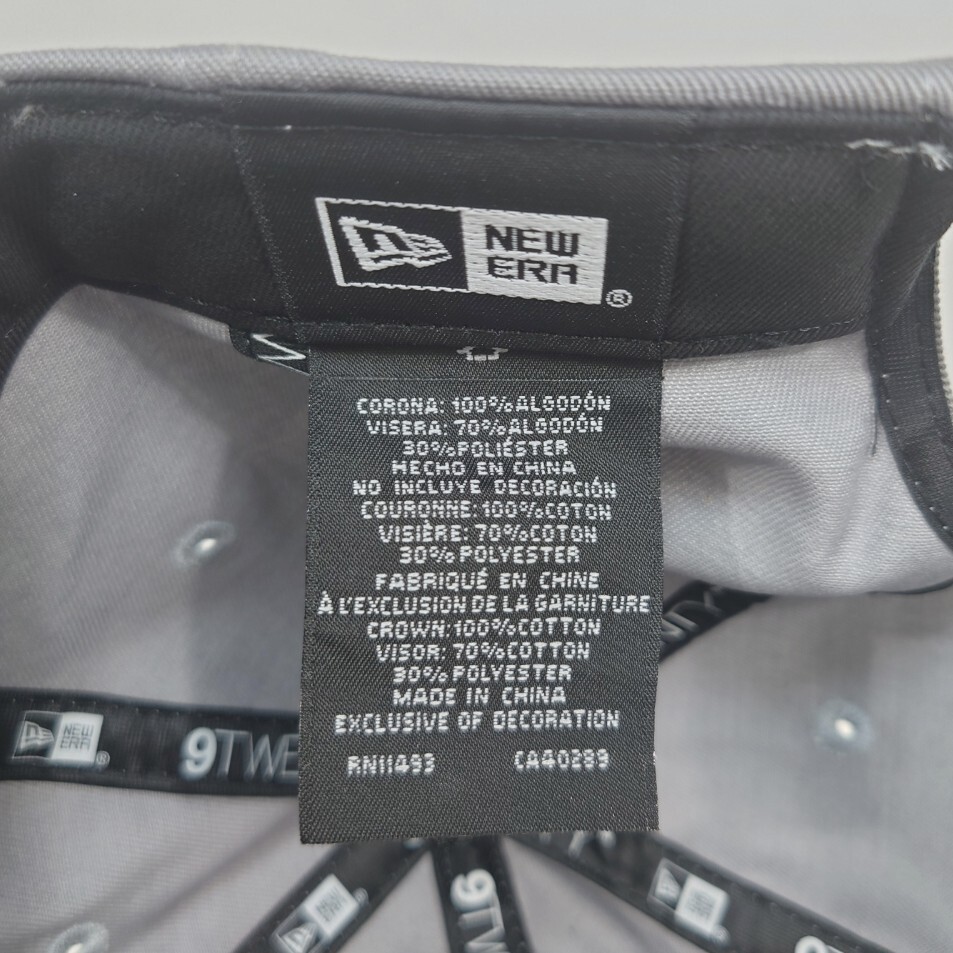 NEW
ERA
®
CORONA: 100%ALGODÓN
VISERA: 70%ALGODÓN
30%POLIÉSTER
HECHO EN CHINA
NO INCLUYE DECORACIÓN
COURONNE: 100%COTON
VISIÈRE: 70%COTON
30%POLYESTER
FABRIQUÉ EN CHINE
À L'EXCLUSION DE LA GARNITURE
CROWN:100%COTTON
VISOR: 70%COTTON
30% POLYESTER
MADE IN CHINA
EXCLUSIVE OF DECORATION
RN11493 CA40289
NEW
ERA
®
9TWE